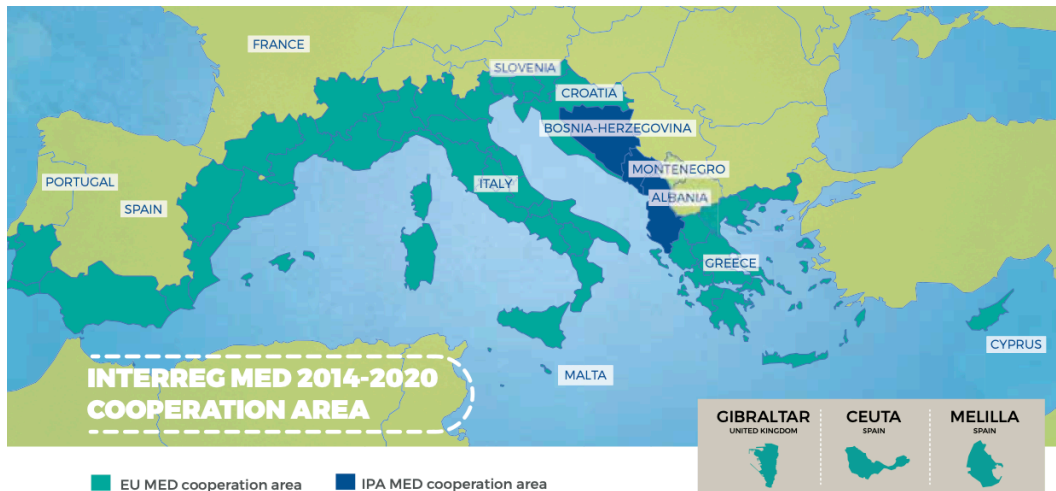 FRANCE
SLOVENIA
CROATIA
BOSNIA-HERZEGOVINA
MONTENEGRO
PORTUGAL
ITALY
ALBANIA
SPAIN
GREECE
CYPRUS
MALTA
INTERREG MED 2014-2020
COOPERATION AREA
GIBRALTAR
UNITED KINGDOM
CEUTA
SPAIN
MELILLA
SPAIN
EU MED cooperation area
IPA MED cooperation area